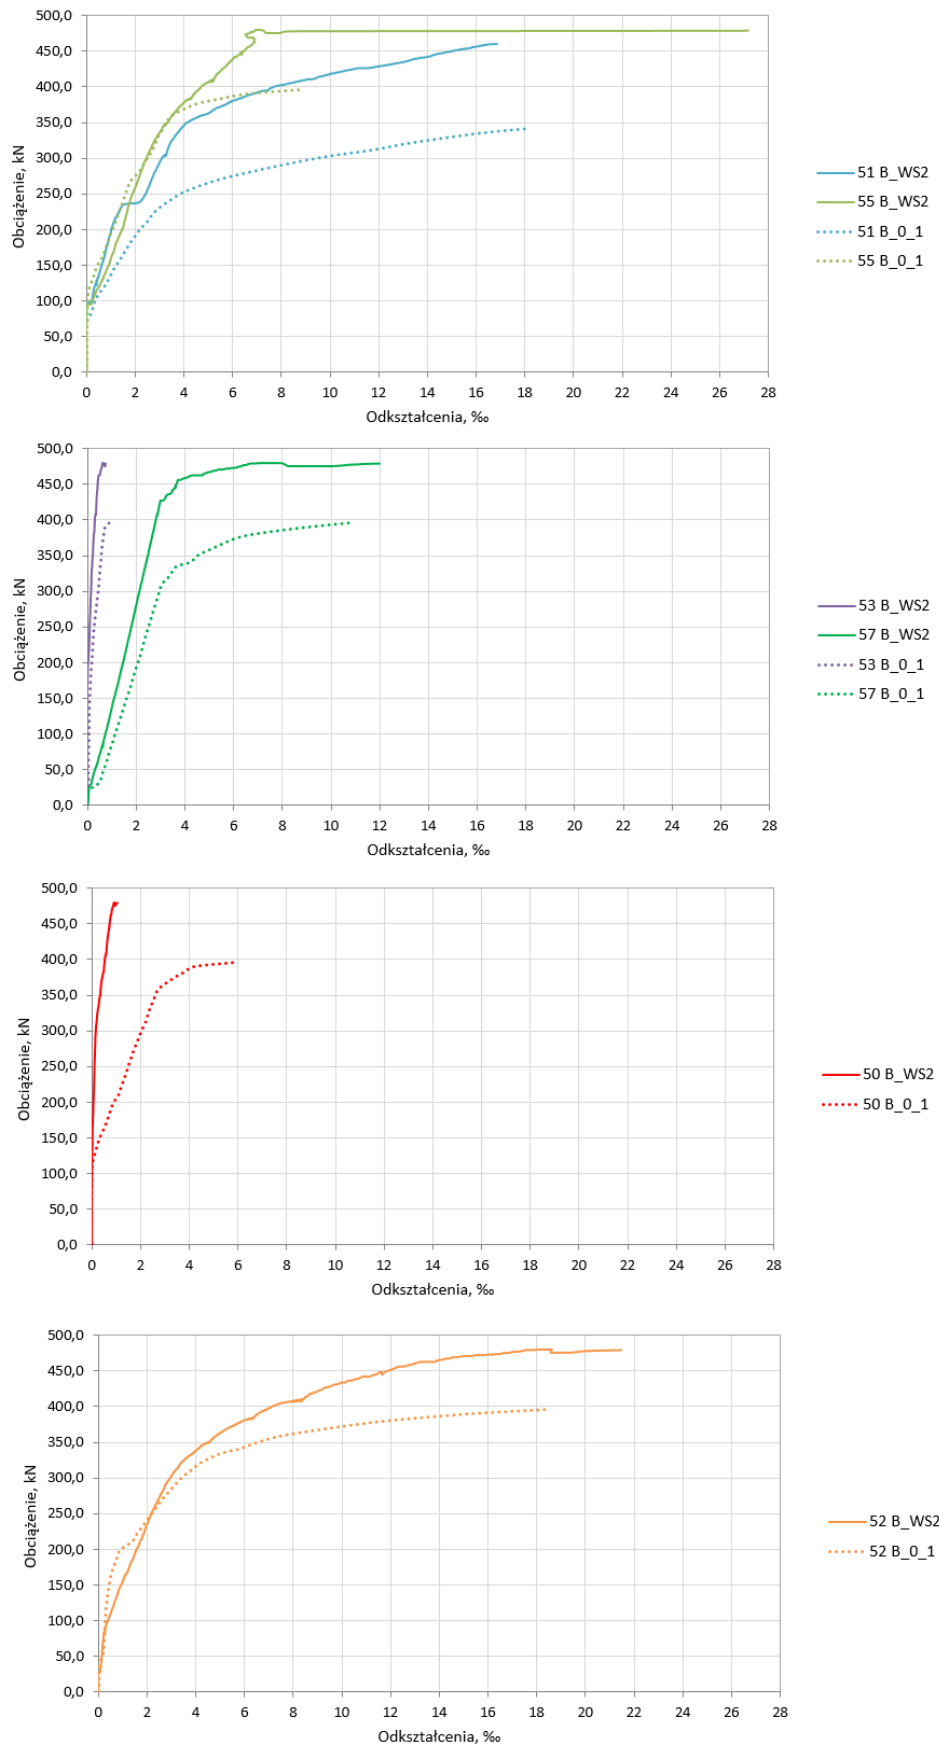 500,0
450,0
400,0
350,0
300,0
250,0
200,0
150,0
100,0
50,0
0,0
Obciążenie, kN
0 2 4 6 8 10 12 14 16 18 20 22 24 26 28
Odkształcenia, ‰
51 B_WS2
55 B_WS2
51 B_0_1
55 B_0_1
500,0
450,0
400,0
350,0
300,0
250,0
200,0
150,0
100,0
50,0
0,0
Obciążenie, kN
0 2 4 6 8 10 12 14 16 18 20 22 24 26 28
Odkształcenia, ‰
53 B_WS2
57 B_WS2
53 B_0_1
57 B_0_1
500,0
450,0
400,0
350,0
300,0
250,0
200,0
150,0
100,0
50,0
0,0
Obciążenie, kN
0 2 4 6 8 10 12 14 16 18 20 22 24 26 28
Odkształcenia, ‰
50 B_WS2
50 B_0_1
500,0
450,0
400,0
350,0
300,0
250,0
200,0
150,0
100,0
50,0
0,0
Obciążenie, kN
0 2 4 6 8 10 12 14 16 18 20 22 24 26 28
Odkształcenia, ‰
52 B_WS2
52 B_0_1